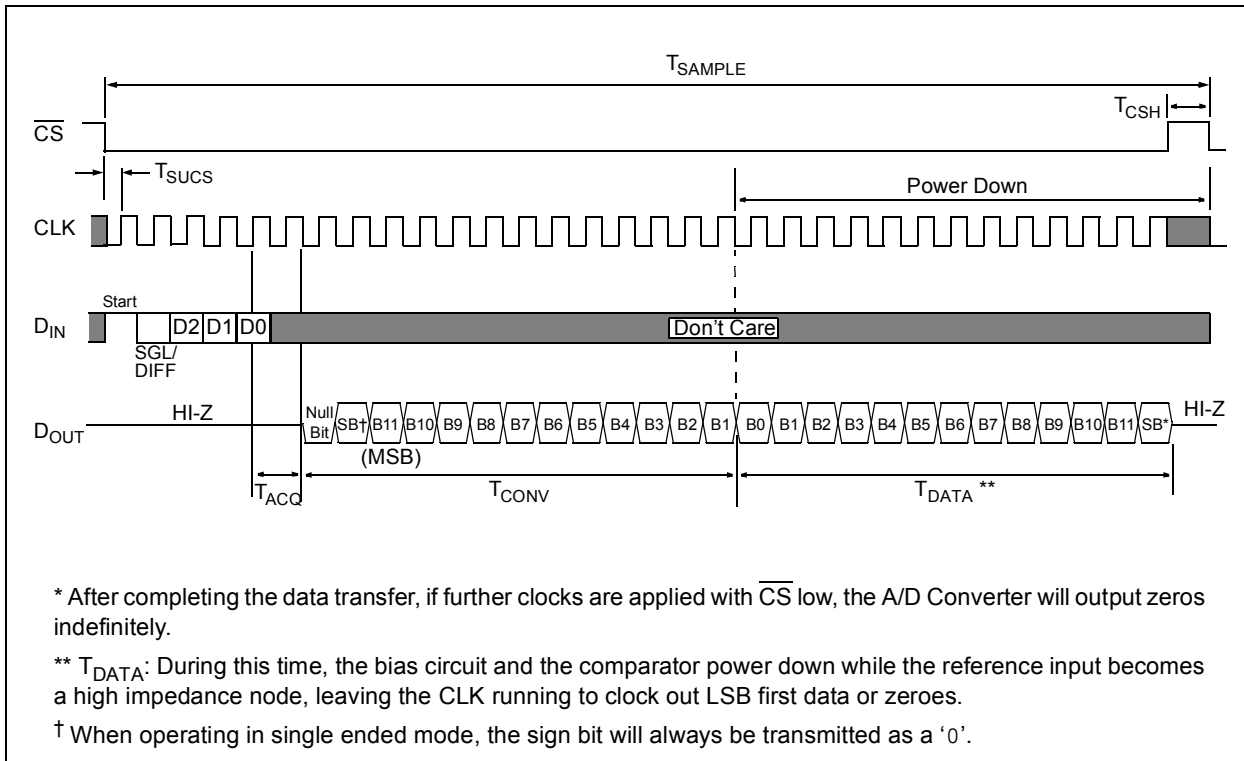 TSAMPLE
TCSH
CS
TSUCS
Power Down
CLK
Start
DIN
D2 D1 D0
Don't Care
SGL/
DIFF
HI-Z
DOUT
Null
Bit
SB† B11 B10 B9 B8 B7 B6 B5 B4 B3 B2 B1 B0 B1 B2 B3 B4 B5 B6 B7 B8 B9 B10 B11 SB*
HI-Z
(MSB)
TACQ
TCONV
TDATA **
* After completing the data transfer, if further clocks are applied with CS low, the A/D Converter will output zeros
indefinitely.
** TDATA: During this time, the bias circuit and the comparator power down while the reference input becomes
a high impedance node, leaving the CLK running to clock out LSB first data or zeroes.
† When operating in single ended mode, the sign bit will always be transmitted as a ‘0’.